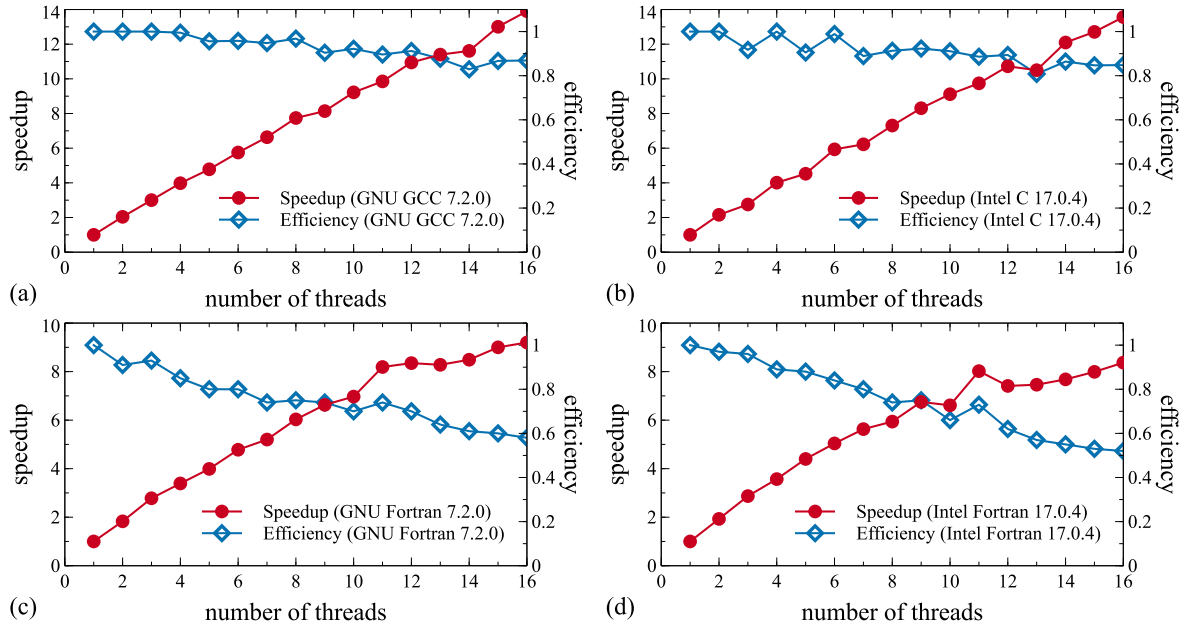 14
12
10
8
6
4
2
0
speedup
1
0.8
0.6
0.4
0.2
0
efficiency
Speedup (GNU GCC 7.2.0)
Efficiency (GNU GCC 7.2.0)
0 2 4 6 8 10 12 14 16
number of threads
(a)
14
12
10
8
6
4
2
0
speedup
1
0.8
0.6
0.4
0.2
0
efficiency
Speedup (Intel C 17.0.4)
Efficiency (Intel C 17.0.4)
0 2 4 6 8 10 12 14 16
number of threads
(b)
10
8
6
4
2
0
speedup
1
0.8
0.6
0.4
0.2
0
efficiency
Speedup (GNU Fortran 7.2.0)
Efficiency (GNU Fortran 7.2.0)
0 2 4 6 8 10 12 14 16
number of threads
(c)
10
8
6
4
2
0
speedup
1
0.8
0.6
0.4
0.2
0
efficiency
Speedup (Intel Fortran 17.0.4)
Efficiency (Intel Fortran 17.0.4)
0 2 4 6 8 10 12 14 16
number of threads
(d)